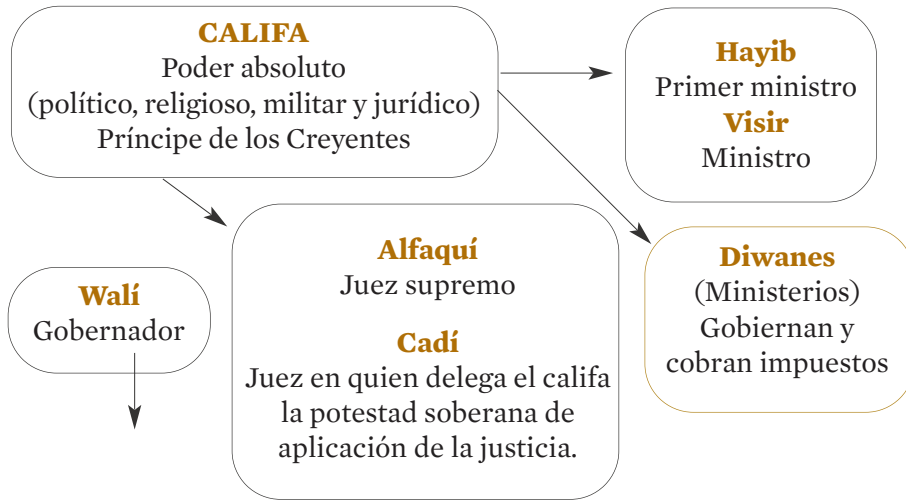 CALIFA
Poder absoluto
(político, religioso, militar y jurídico)
Príncipe de los Creyentes
Hayib
Primer ministro
Visir
Ministro
Walí
Gobernador
Alfaquí
Juez supremo
Cadí
Juez en quien delega el califa
la potestad soberana de
aplicación de la justicia.
Diwanes
(Ministerios)
Gobiernan y
cobran impuestos